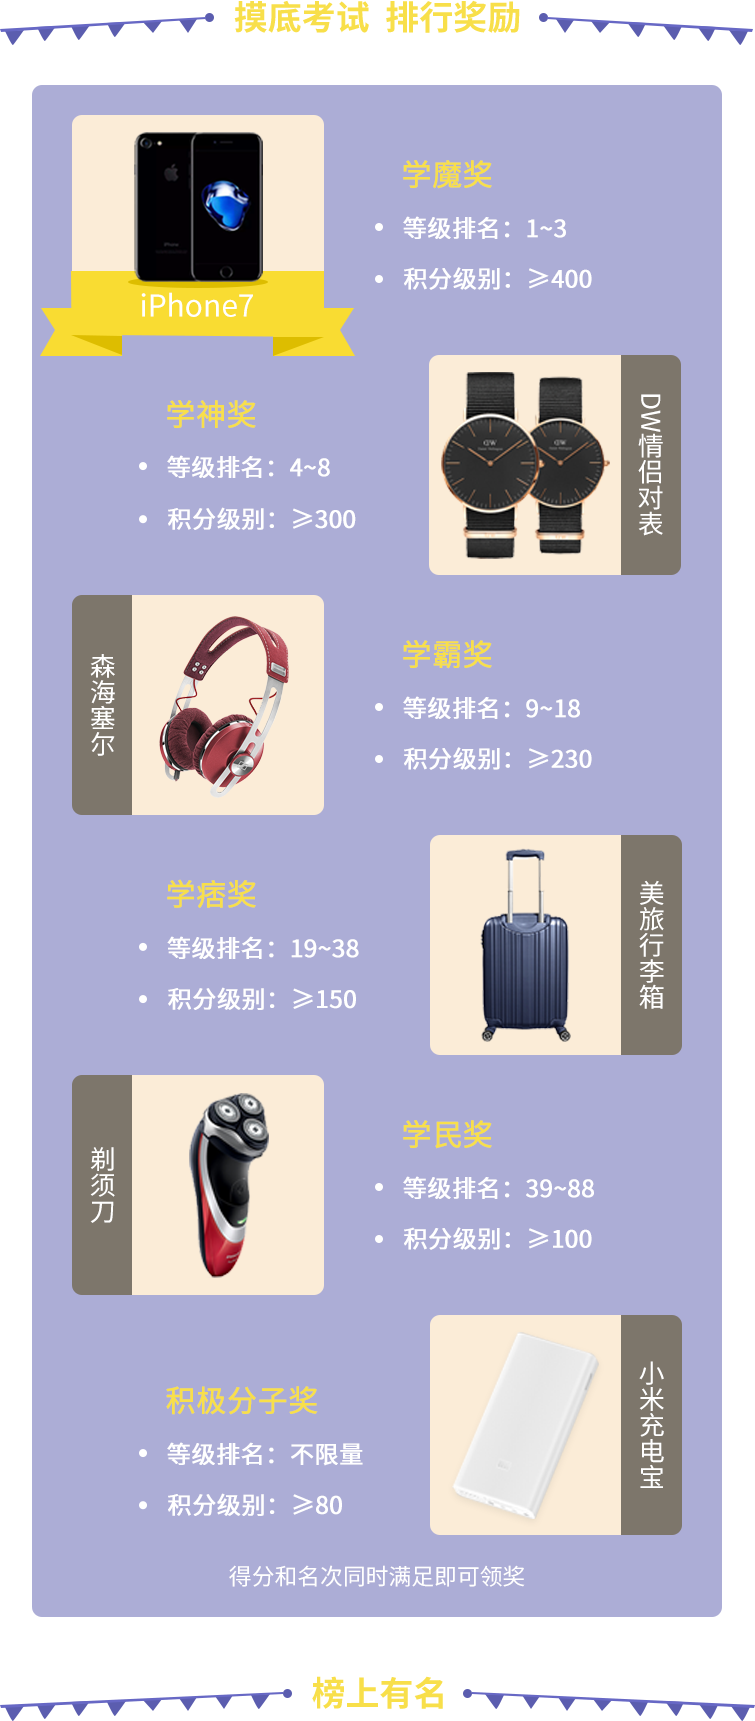 摸底考试 排行奖励
学魔奖
等级排名：1~3
积分级别：≥400
iPhone7
学神奖
等级排名：4~8
积分级别：≥300
DW情侣对表
森海塞尔
学霸奖
等级排名：9~18
积分级别：≥230
学痞奖
等级排名：19~38
积分级别：≥150
美旅行李箱
剃须刀
学民奖
等级排名：39~88
积分级别：≥100
积极分子奖
等级排名：不限量
积分级别：≥80
小米充电宝
得分和名次同时满足即可领奖
榜上有名